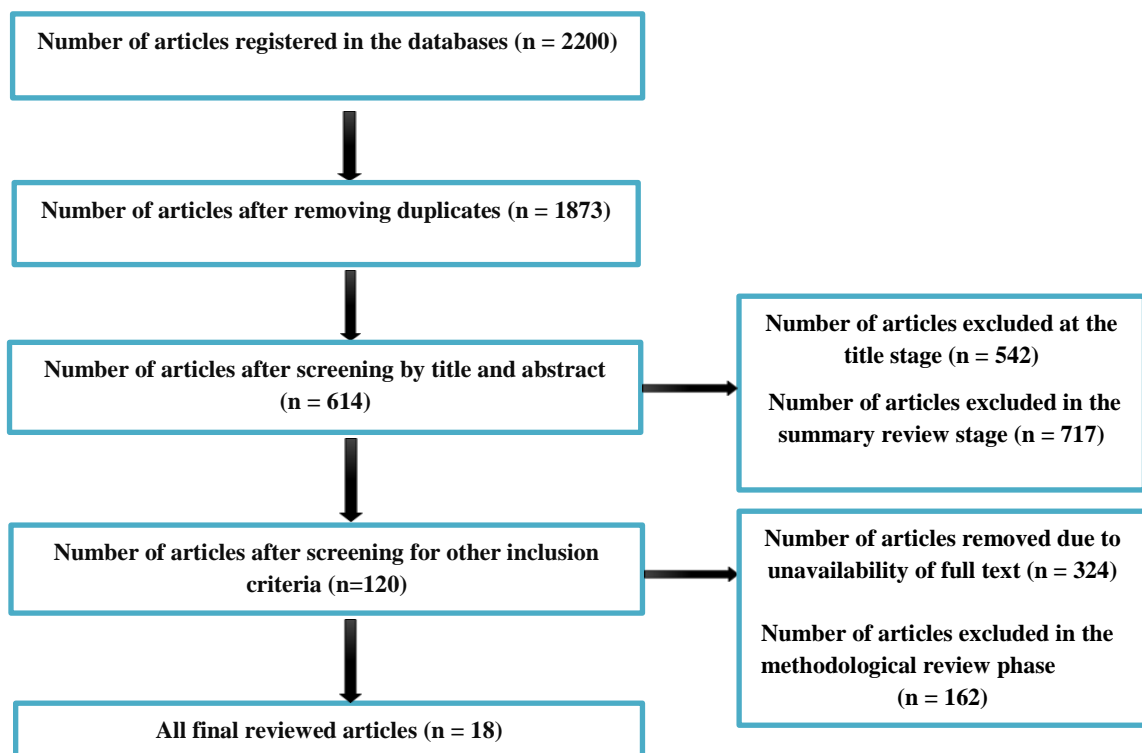 Number of articles registered in the databases (n = 2200)
Number of articles after removing duplicates (n = 1873)
Number of articles after screening by title and abstract
(n = 614)
Number of articles excluded at the
title stage (n = 542)
Number of articles excluded in the
summary review stage (n = 717)
Number of articles after screening for other inclusion
criteria (n=120)
Number of articles removed due to
unavailability of full text (n = 324)
Number of articles excluded in the
methodological review phase
(n = 162)
All final reviewed articles (n = 18)